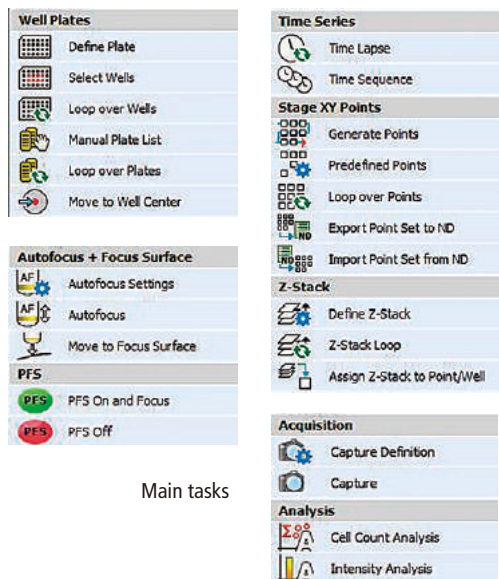 Well Plates
Define Plate
Select Wells
Loop over Wells
Manual Plate List
Loop over Plates
Move to Well Center
Autofocus + Focus Surface
AF
Autofocus Settings
AF
Autofocus
Move to Focus Surface
PFS
PFS
PFS On and Focus
PFS
PFS Off
Main tasks
Time Series
Time Lapse
Time Sequence
Stage XY Points
Generate Points
Predefined Points
Loop over Points
ND
Export Point Set to ND
ND
Import Point Set from ND
Z-Stack
Define Z-Stack
Z-Stack Loop
Assign Z-Stack to Point/Well
Acquisition
Capture Definition
Capture
Analysis
Σ
Cell Count Analysis
Intensity Analysis